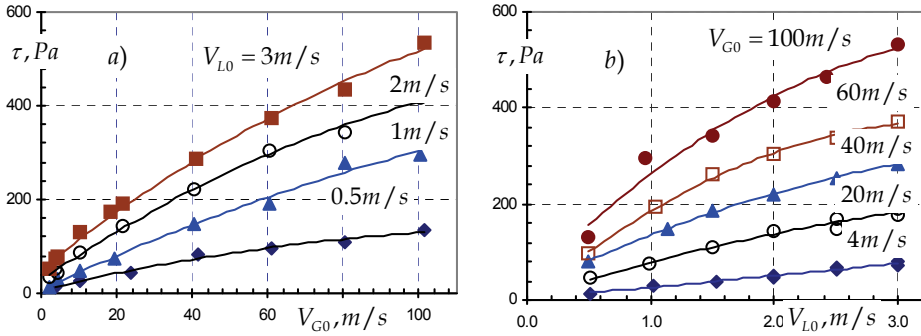 600
τ, Pa
a)
V_L0 = 3m/s
2m/s
400
1m/s
200
0.5m/s
0
0 20 40 60 80 100
V_G0, m/s
600
τ, Pa
b)
V_G0 = 100m/s
60m/s
400
40m/s
20m/s
200
4m/s
0
0.0 1.0 2.0 3.0
V_L0, m/s